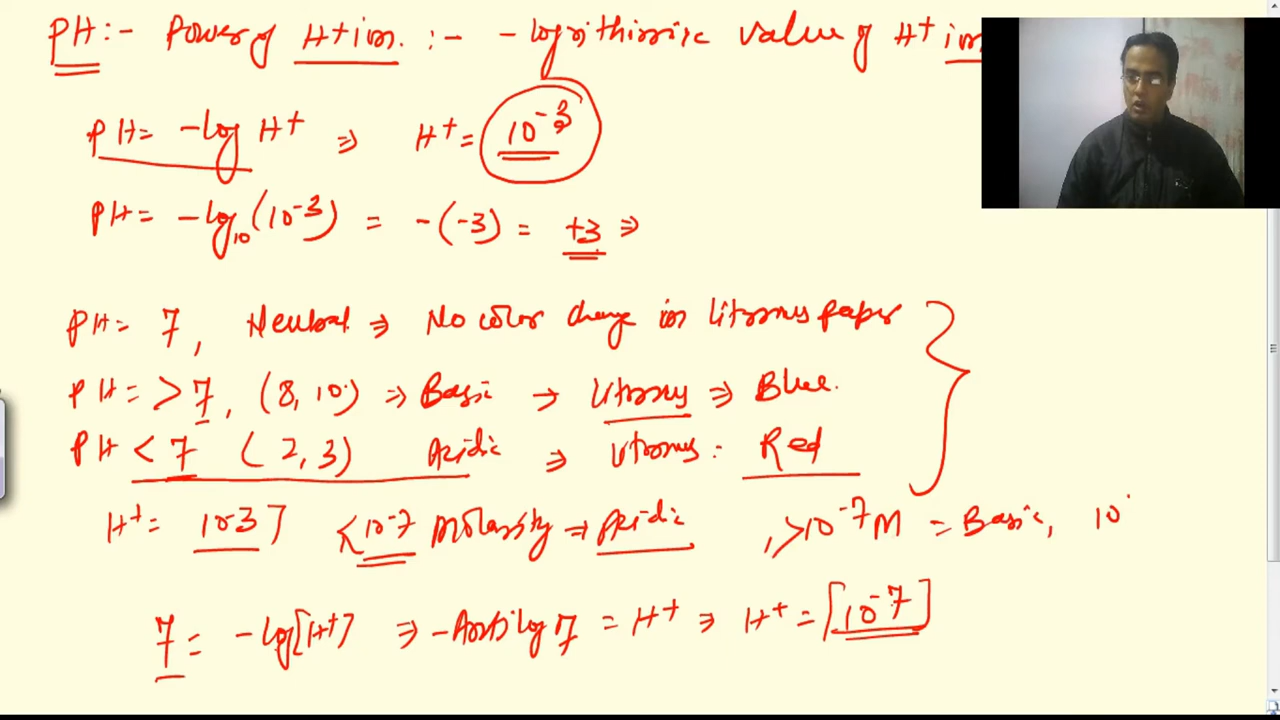 PH:- Power of H+ ion. :- - logrithimic value of H+ ion
PH= -log H+ ⇒ H+= 10⁻³
PH= -log₁₀(10⁻³) = -(-3) = +3 ⇒
PH= 7, Neutral ⇒ No color change in litmus paper
PH= > 7, (8, 10) ⇒ Basic → litmus ⇒ Blue.
PH < 7 ( 2, 3) Acidic ⇒ litmus: Red
H+= 10-3] <10-7 Molarity ⇒ Acidic , >10⁻⁷M = Basic, 10
7 = -log[H+] ⇒ -Antilog 7 = H+ ⇒ H+ = [10⁻⁷]